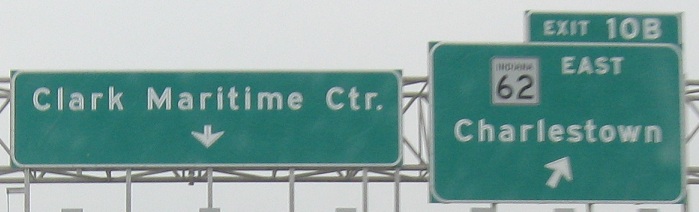 Clark Maritime Ctr.
EXIT 10B
INDIANA
62
EAST
Charlestown